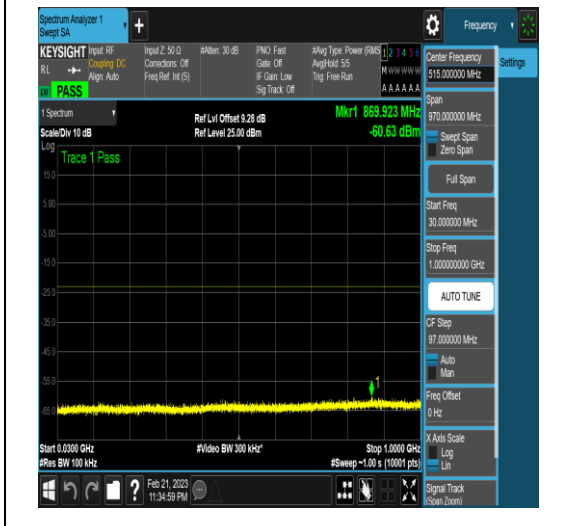 Spectrum Analyzer 1
Swept SA
Frequency
KEYSIGHT
RL
Input: RF
Coupling: DC
Align: Auto
Input Z: 50 Ω
Corrections: Off
Freq Ref: Int (S)
#Atten: 30 dB
PNO: Fast
Gate: Off
IF Gain: Low
Sig Track: Off
#Avg Type: Power (RMS
Avg|Hold: 5/5
Trig: Free Run
1 2 3 4 5 6
M W W W W W
A A A A A A
PASS
Center Frequency
515.000000 MHz
Settings
Span
970.000000 MHz
Swept Span
Zero Span
Full Span
Start Freq
30.000000 MHz
Stop Freq
1.000000000 GHz
AUTO TUNE
CF Step
97.000000 MHz
Auto
Man
Freq Offset
0 Hz
X Axis Scale
Log
Lin
Signal Track
(Span Zoom)
1 Spectrum
Scale/Div 10 dB
Ref Lvl Offset 9.28 dB
Ref Level 25.00 dBm
Mkr1 869.923 MHz
-60.63 dBm
Log
Trace 1 Pass
15.0
5.00
-5.00
-15.0
-25.0
-35.0
-45.0
-55.0
-65.0
1
Start 0.0300 GHz
#Res BW 100 kHz
#Video BW 300 kHz*
Stop 1.0000 GHz
#Sweep ~1.00 s (10001 pts)
?
Feb 21, 2023
11:34:59 PM